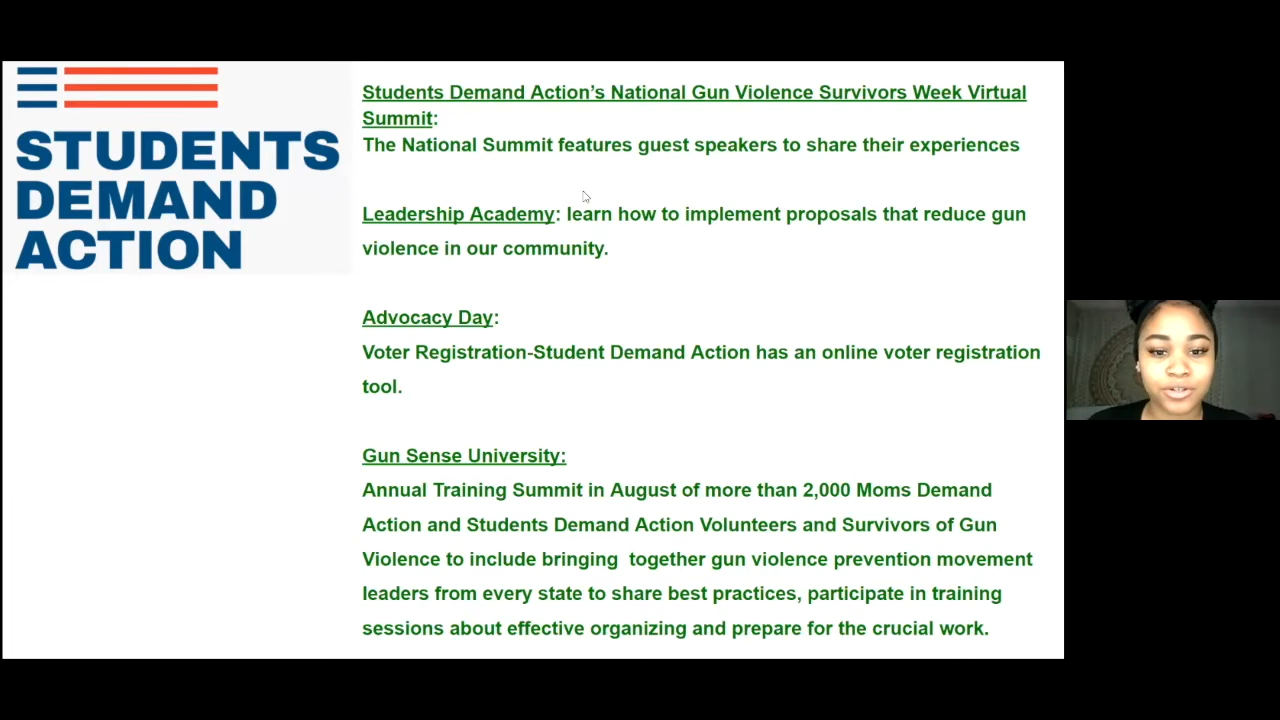 STUDENTS
DEMAND
ACTION
Students Demand Action’s National Gun Violence Survivors Week Virtual
Summit:
The National Summit features guest speakers to share their experiences
Leadership Academy: learn how to implement proposals that reduce gun
violence in our community.
Advocacy Day:
Voter Registration-Student Demand Action has an online voter registration
tool.
Gun Sense University:
Annual Training Summit in August of more than 2,000 Moms Demand
Action and Students Demand Action Volunteers and Survivors of Gun
Violence to include bringing  together gun violence prevention movement
leaders from every state to share best practices, participate in training
sessions about effective organizing and prepare for the crucial work.